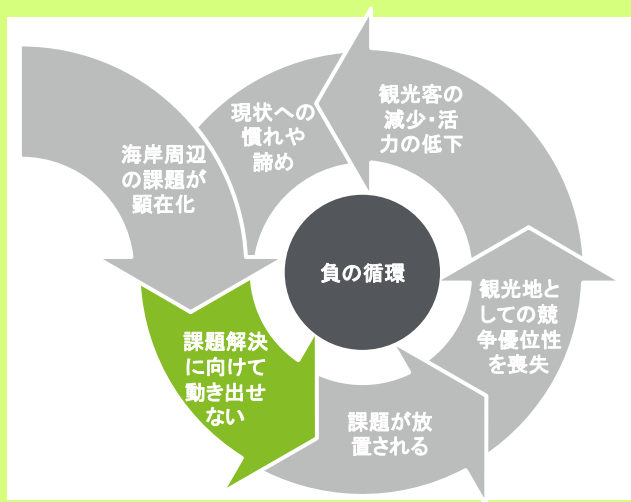 海岸周辺
の課題が
顕在化
課題解決
に向けて
動き出せ
ない
課題が放
置される
観光地と
しての競
争優位性
を喪失
観光客の
減少・活
力の低下
現状への
慣れや
諦め
負の循環